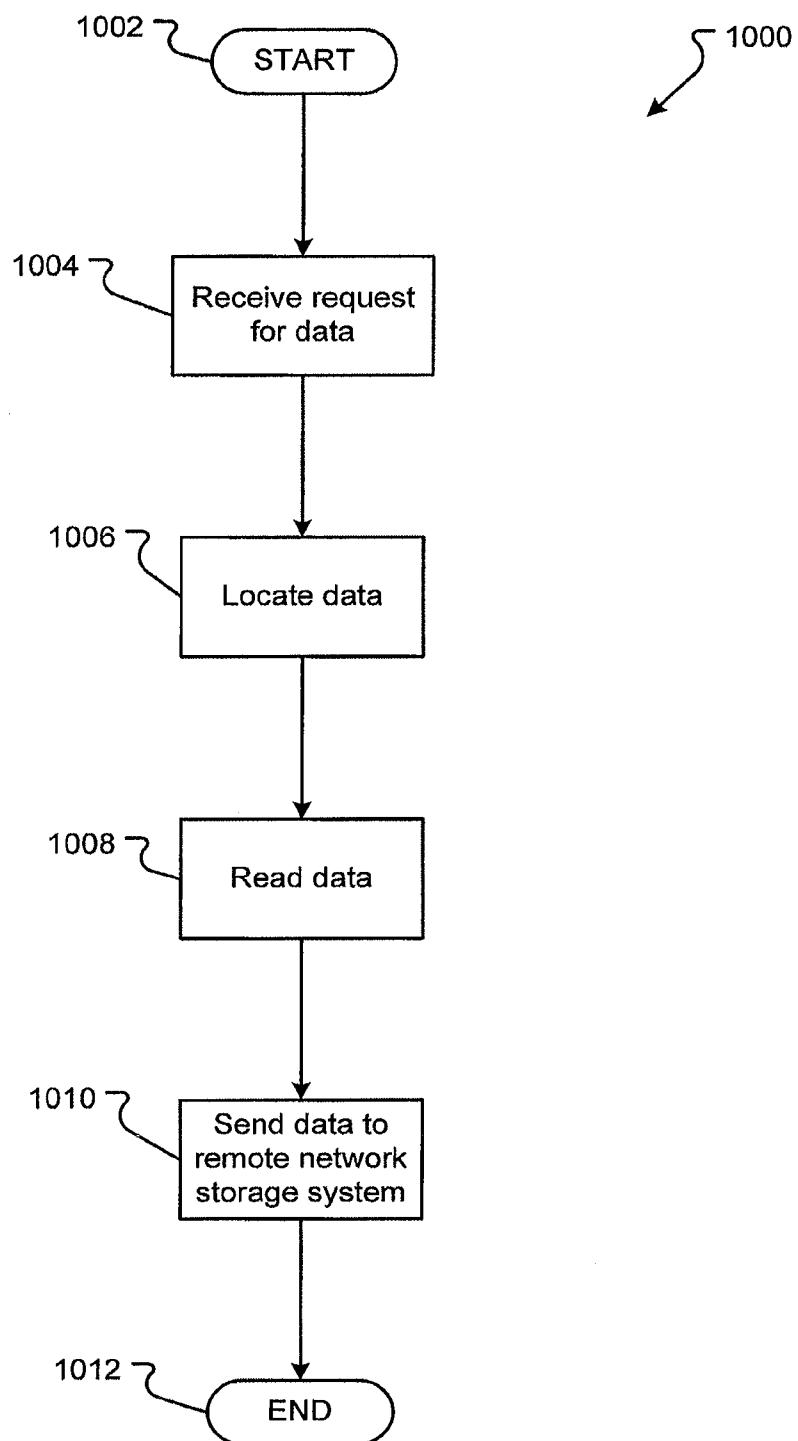 1002
START
1000
1004
Receive request
for data
1006
Locate data
1008
Read data
1010
Send data to
remote network
storage system
1012
END